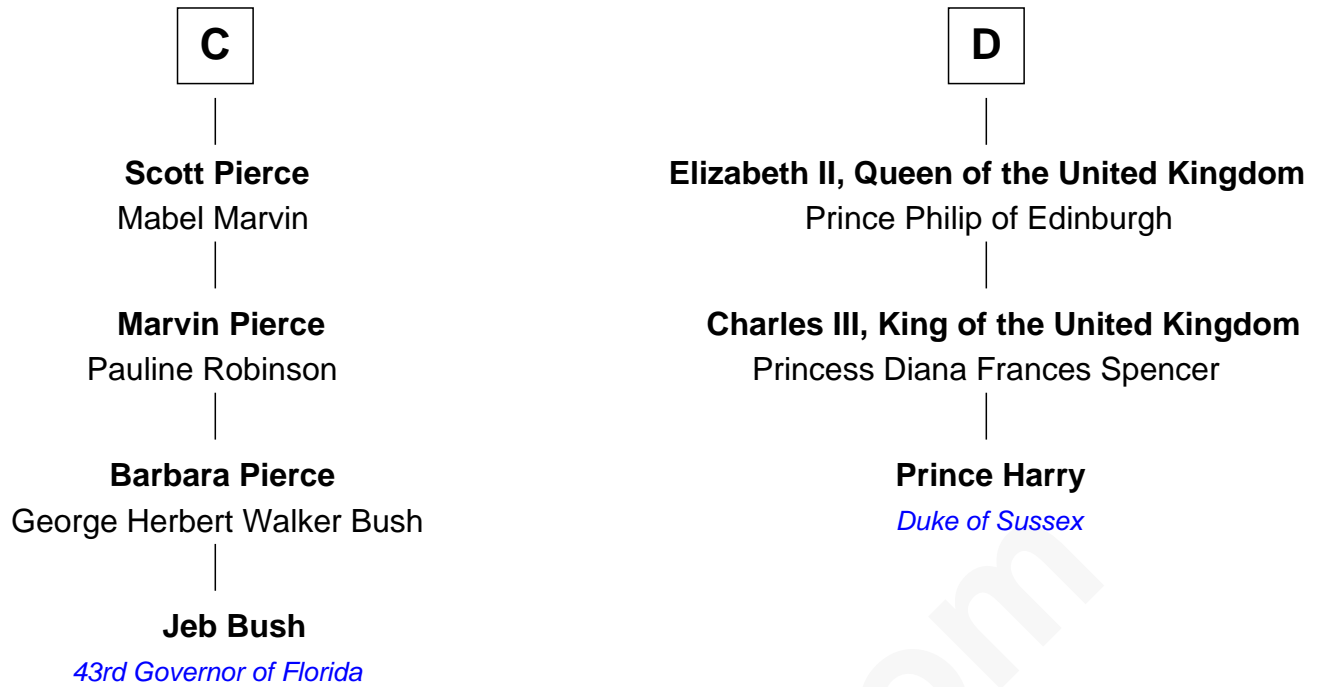 C
Scott Pierce
Mabel Marvin
Marvin Pierce
Pauline Robinson
Barbara Pierce
George Herbert Walker Bush
Jeb Bush
43rd Governor of Florida
D
Elizabeth II, Queen of the United Kingdom
Prince Philip of Edinburgh
Charles III, King of the United Kingdom
Princess Diana Frances Spencer
Prince Harry
Duke of Sussex